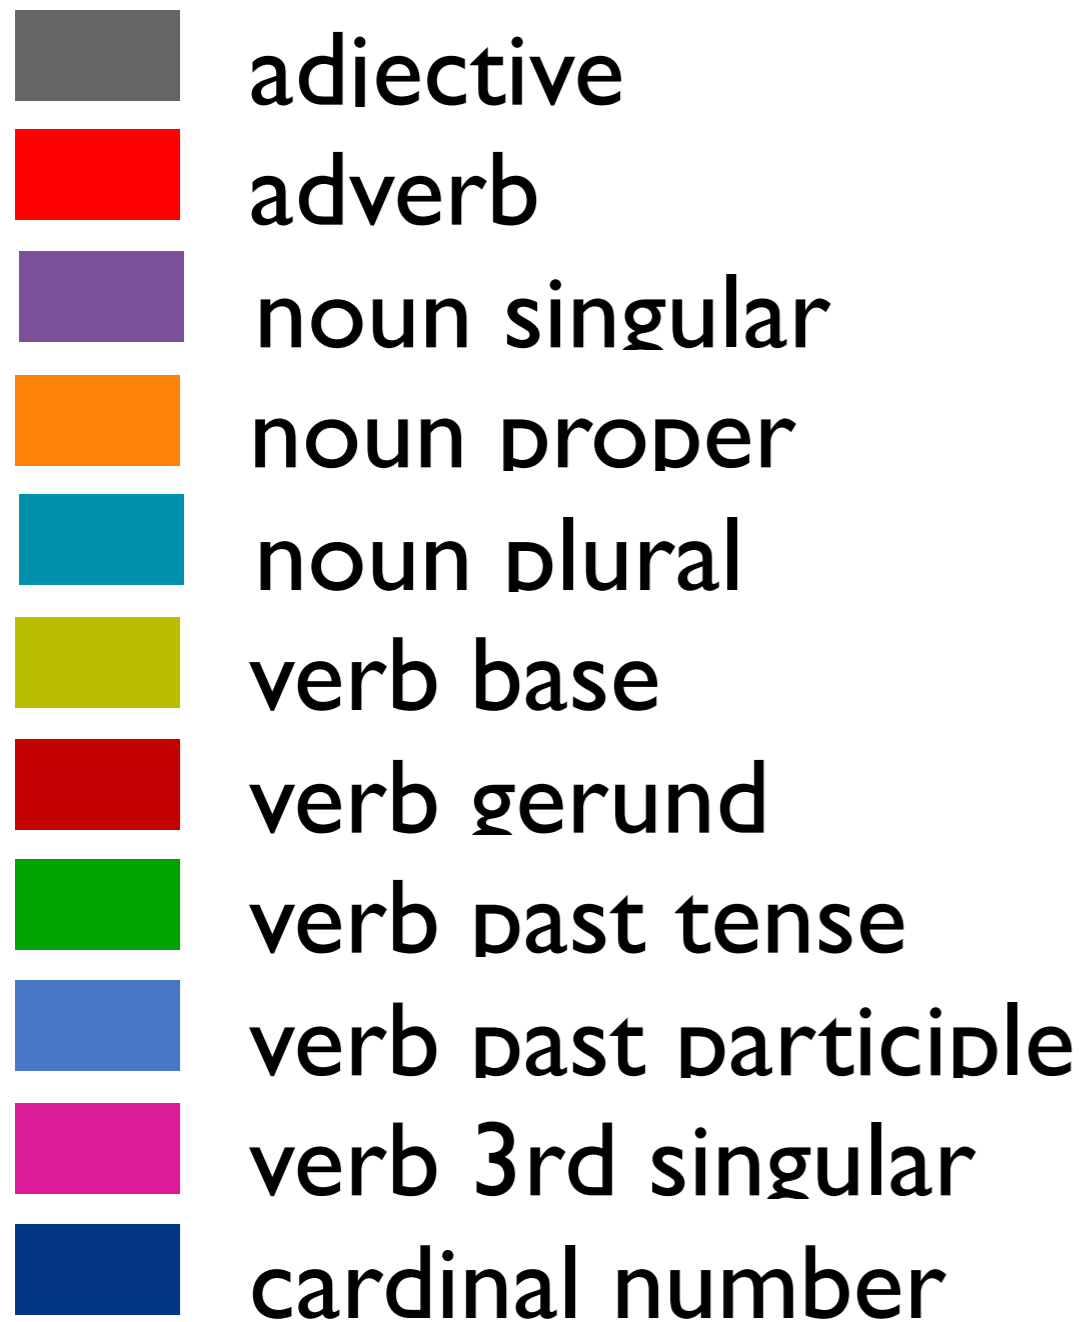 adjective
adverb
noun singular
noun proper
noun plural
verb base
verb gerund
verb past tense
verb past participle
verb 3rd singular
cardinal number